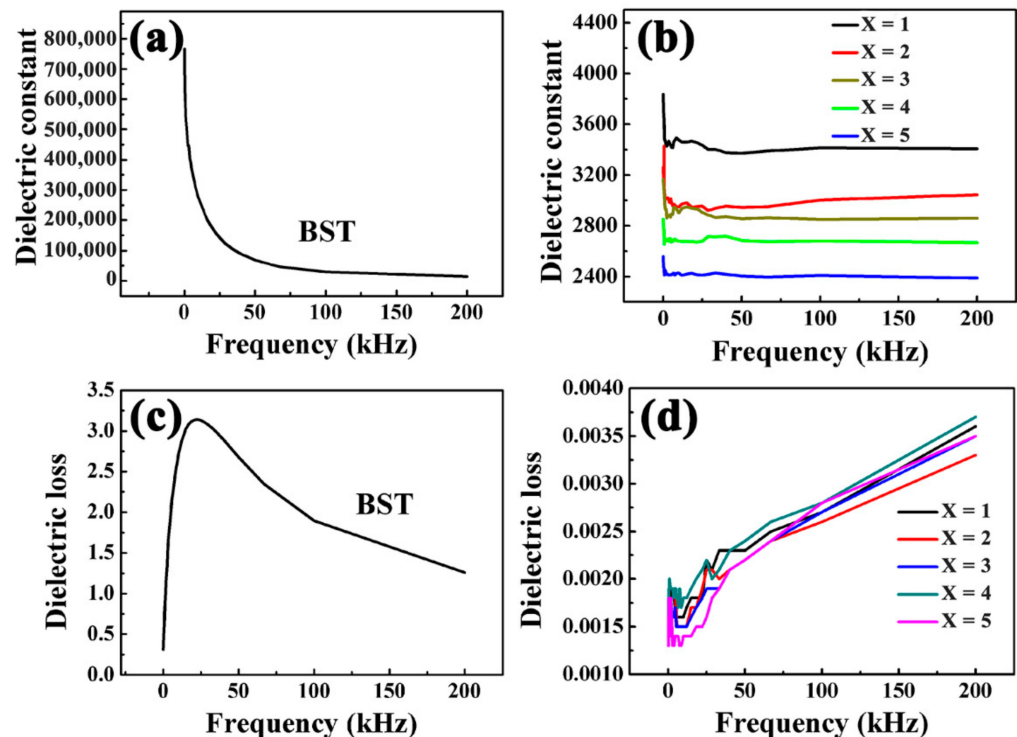 (a)
Dielectric constant
800,000
700,000
600,000
500,000
400,000
300,000
200,000
100,000
0
BST
0 50 100 150 200
Frequency (kHz)
(b)
Dielectric constant
4400
4000
3600
3200
2800
2400
X = 1
X = 2
X = 3
X = 4
X = 5
0 50 100 150 200
Frequency (kHz)
(c)
Dielectric loss
3.5
3.0
2.5
2.0
1.5
1.0
0.5
0.0
BST
0 50 100 150 200
Frequency (kHz)
(d)
Dielectric loss
0.0040
0.0035
0.0030
0.0025
0.0020
0.0015
0.0010
X = 1
X = 2
X = 3
X = 4
X = 5
0 50 100 150 200
Frequency (kHz)